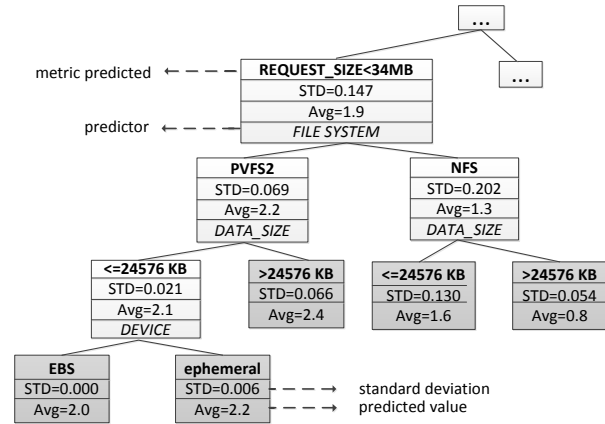 ...
metric predicted
REQUEST_SIZE<34MB
...
STD=0.147
Avg=1.9
predictor
FILE SYSTEM
PVFS2
NFS
STD=0.069
STD=0.202
Avg=2.2
Avg=1.3
DATA_SIZE
DATA_SIZE
<=24576 KB
>24576 KB
<=24576 KB
>24576 KB
STD=0.021
STD=0.066
STD=0.130
STD=0.054
Avg=2.1
Avg=2.4
Avg=1.6
Avg=0.8
DEVICE
EBS
ephemeral
STD=0.000
STD=0.006
standard deviation
Avg=2.0
Avg=2.2
predicted value